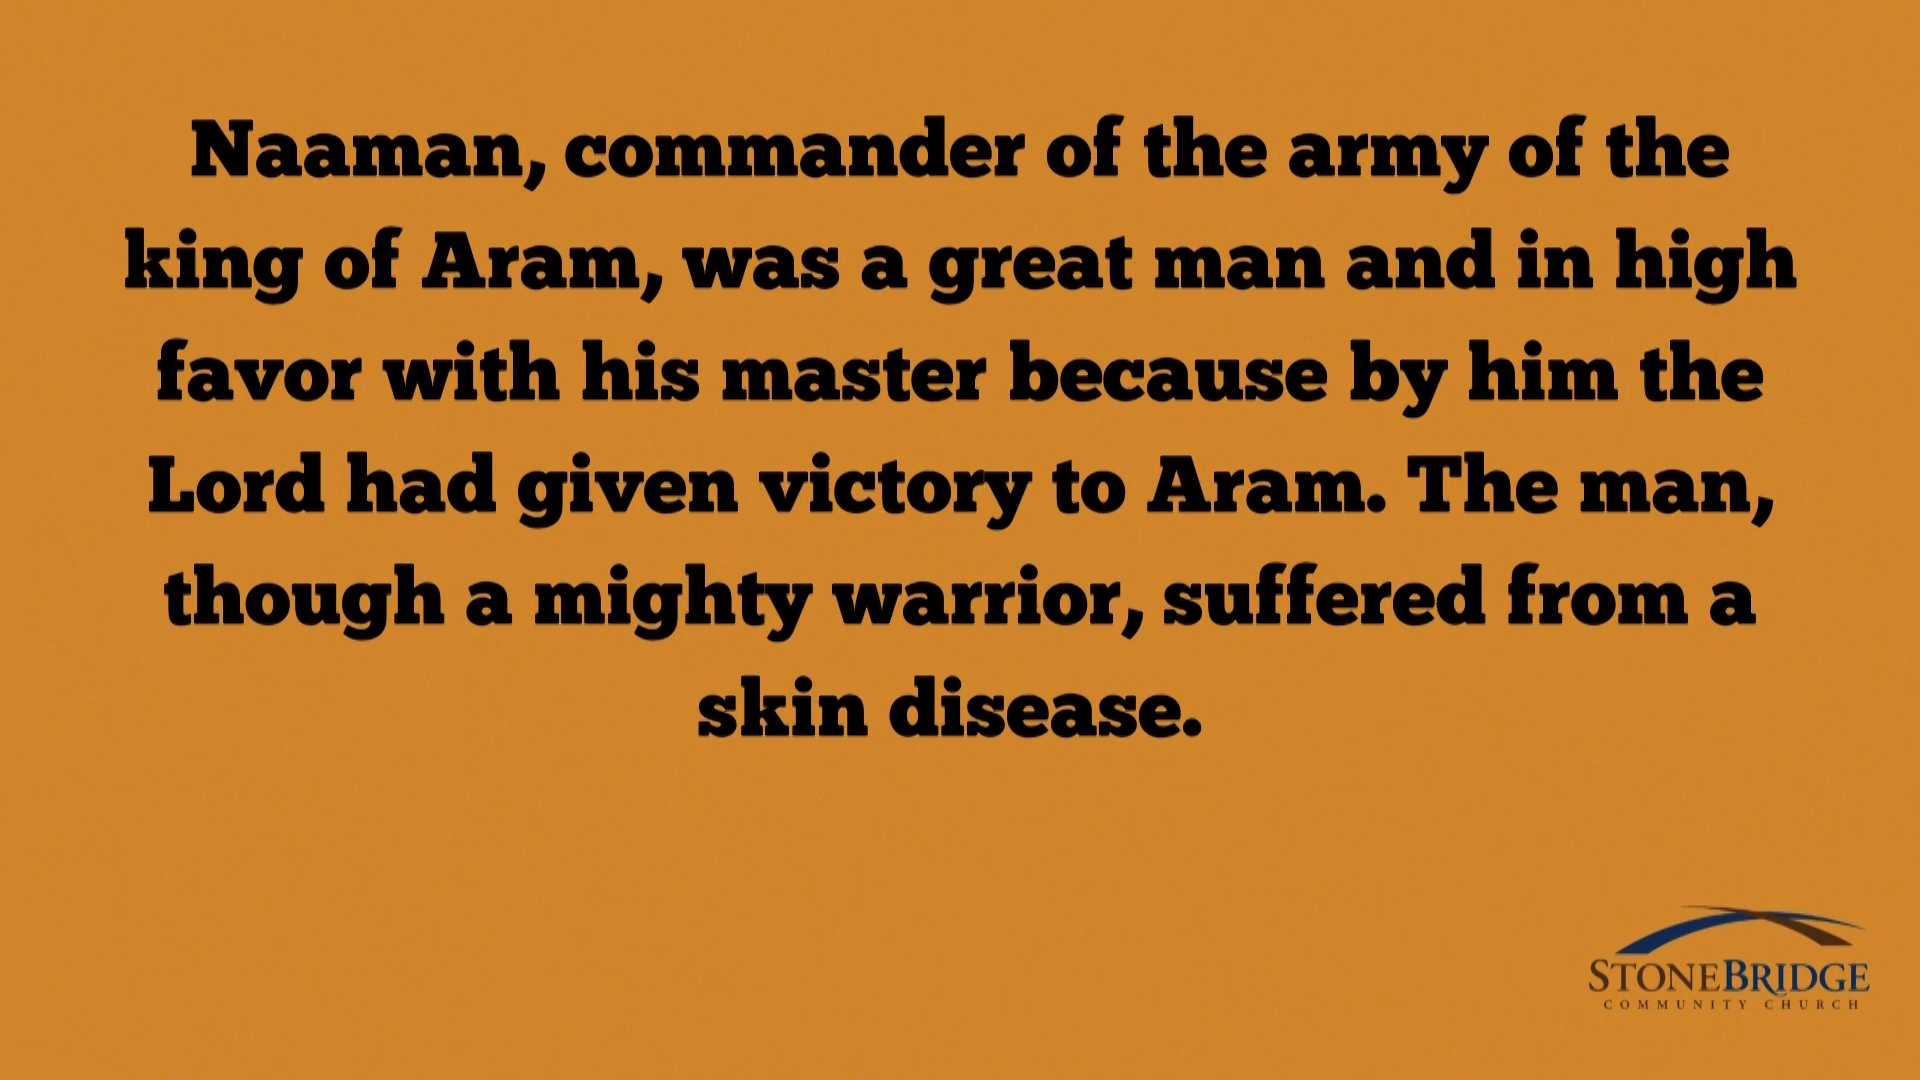 Naaman, commander of the army of the
king of Aram, was a great man and in high
favor with his master because by him the
Lord had given victory to Aram. The man,
though a mighty warrior, suffered from a
skin disease.
STONEBRIDGE
COMMUNITY CHURCH